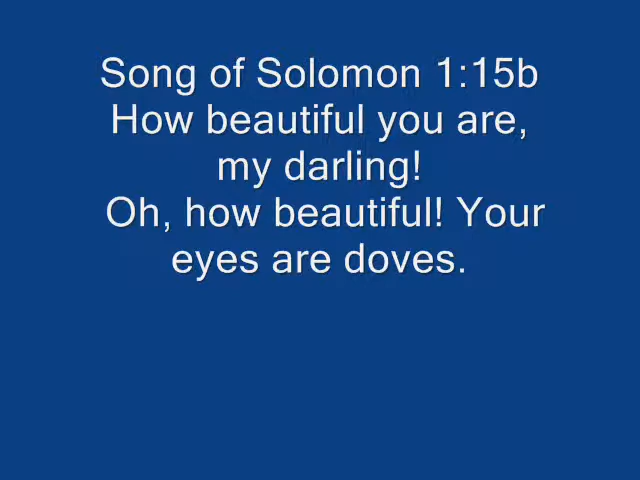 Song of Solomon 1:15b
How beautiful you are,
my darling!
Oh, how beautiful! Your
eyes are doves.